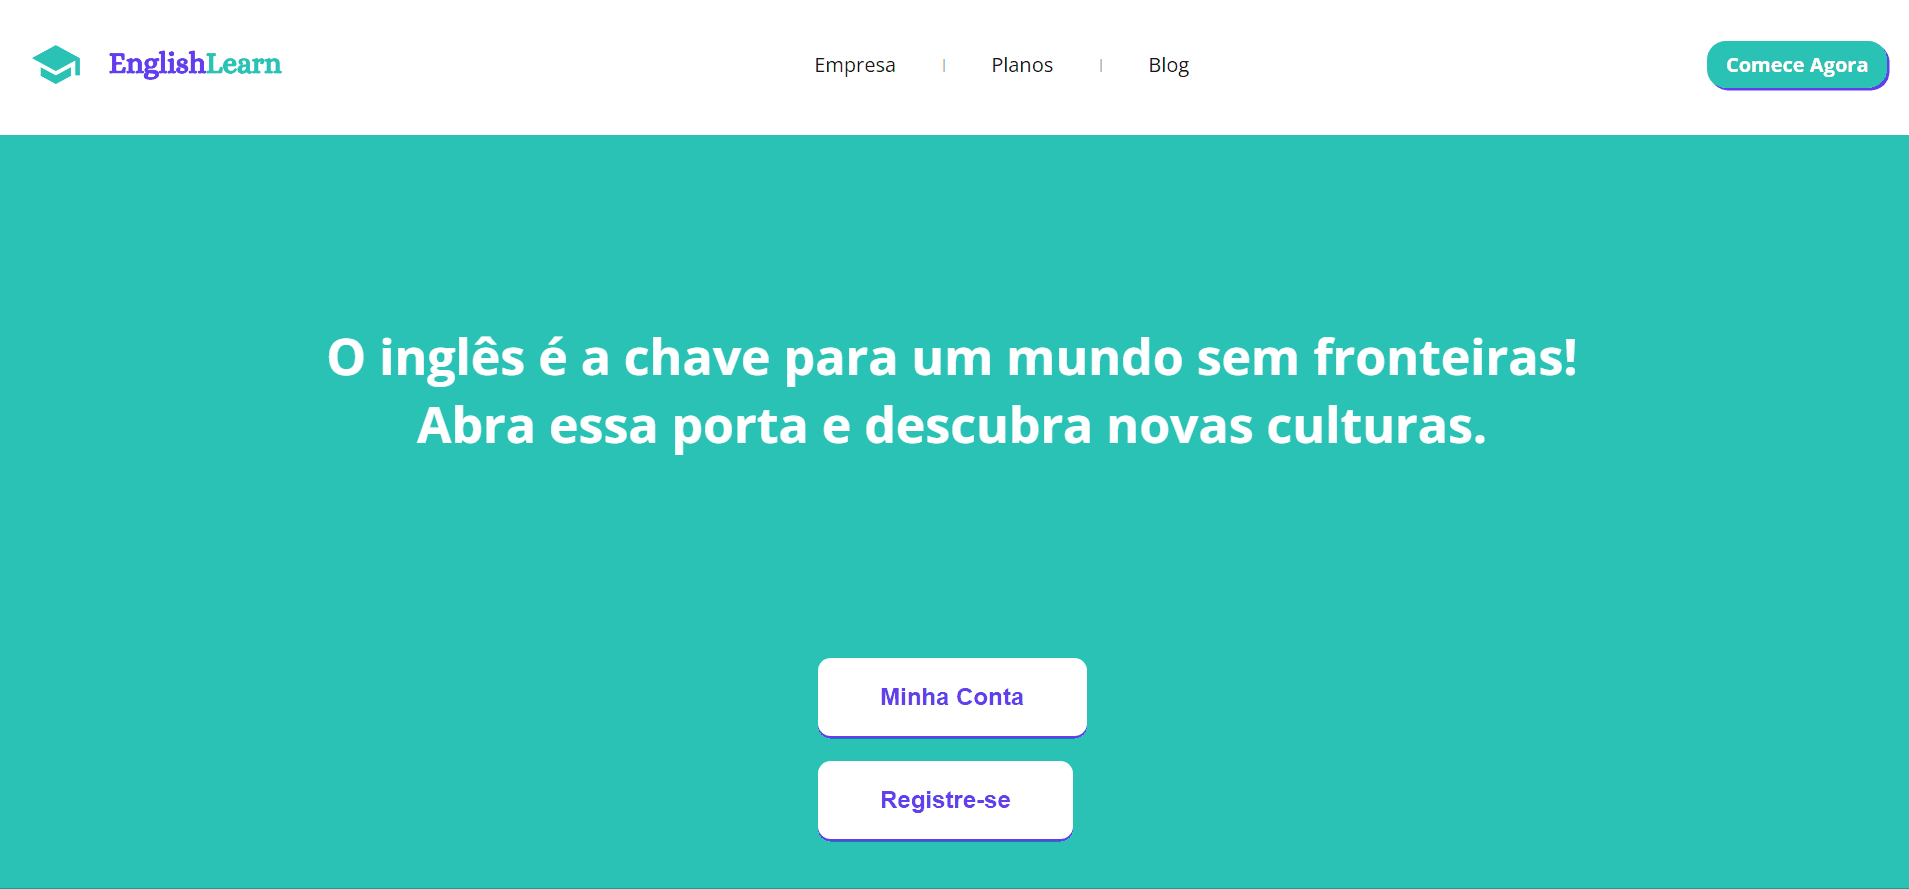 EnglishLearn
Empresa | Planos | Blog
Comece Agora
O inglês é a chave para um mundo sem fronteiras!
Abra essa porta e descubra novas culturas.
Minha Conta
Registre-se